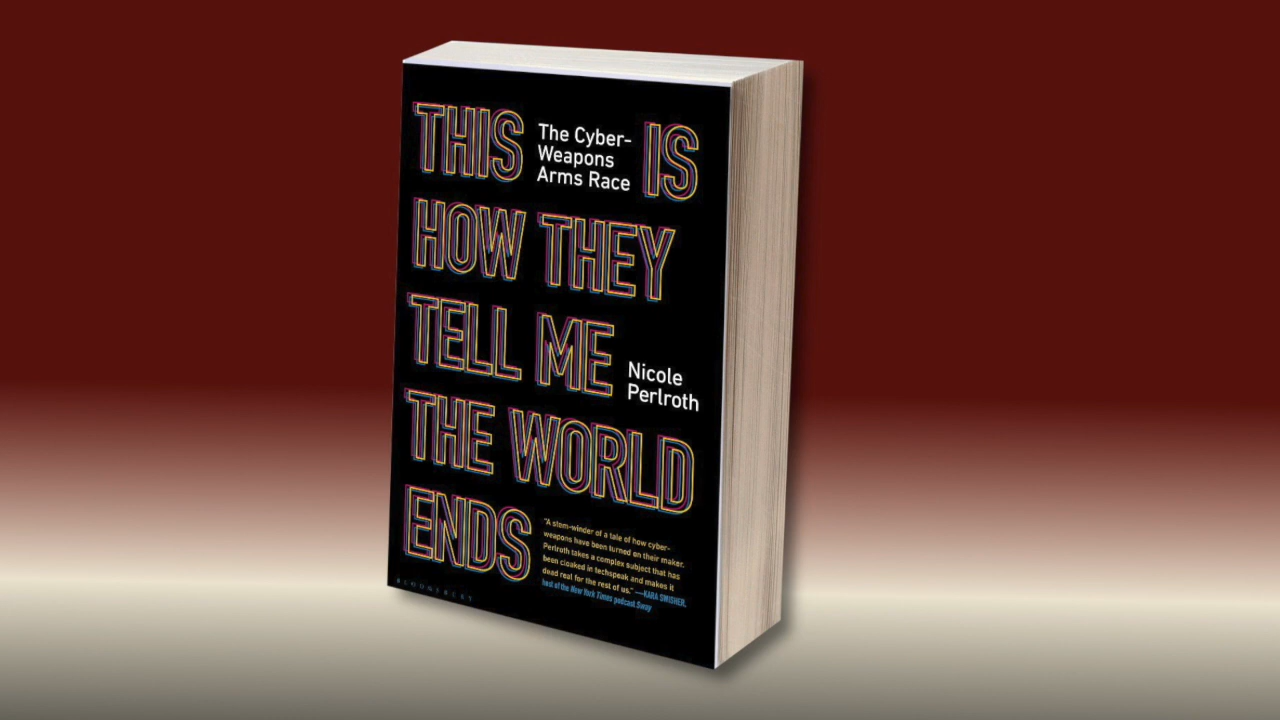 THIS IS
The Cyber-
Weapons
Arms Race
HOW THEY
TELL ME
Nicole
Perlroth
THE WORLD
ENDS
"A stem-winder of a tale of how cyber-
weapons have been turned on their maker.
Perlroth takes a complex subject that has
been cloaked in techspeak and makes it
dead real for the rest of us." —KARA SWISHER,
host of the New York Times podcast Sway
BLOOMSBURY